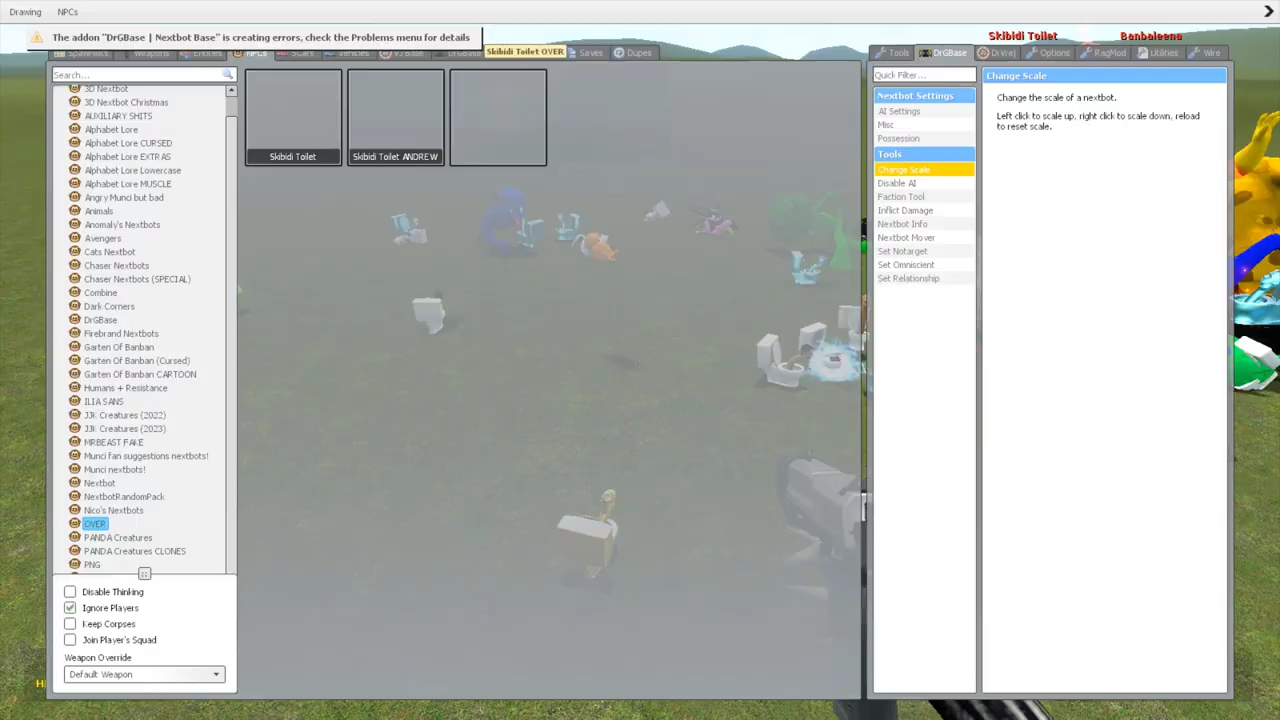 Drawing NPCs
The addon "DrGBase | Nextbot Base" is creating errors, check the Problems menu for details
Skibidi Toilet OVER
Skibidi Toilet
Banbaleena
Weapons
Entities
NPCs
Vehicles
Saves
Dupes
Tools
DrGBase
DrVrej
Options
RagMod
Utilities
Wire
Search...
3D Nextbot
3D Nextbot Christmas
AUXILIARY SHITS
Alphabet Lore
Alphabet Lore CURSED
Alphabet Lore EXTRAS
Alphabet Lore Lowercase
Alphabet Lore MUSCLE
Angry Munci but bad
Animals
Anomaly's Nextbots
Avengers
Cats Nextbot
Chaser Nextbots
Chaser Nextbots (SPECIAL)
Combine
Dark Corners
DrGBase
Firebrand Nextbots
Garten Of Banban
Garten Of Banban (Cursed)
Garten Of Banban CARTOON
Humans + Resistance
ILIA SANS
JJK Creatures (2022)
JJK Creatures (2023)
MRBEAST FAKE
Munci fan suggestions nextbots!
Munci nextbots!
Nextbot
NextbotRandomPack
Nico's Nextbots
OVER
PANDA Creatures
PANDA Creatures CLONES
PNG
Disable Thinking
Ignore Players
Keep Corpses
Join Player's Squad
Weapon Override
Default Weapon
Skibidi Toilet
Skibidi Toilet ANDREW
Quick Filter...
Nextbot Settings
AI Settings
Misc
Possession
Tools
Change Scale
Disable AI
Faction Tool
Inflict Damage
Nextbot Info
Nextbot Mover
Set Notarget
Set Omniscient
Set Relationship
Change Scale
Change the scale of a nextbot.
Left click to scale up, right click to scale down, reload
to reset scale.